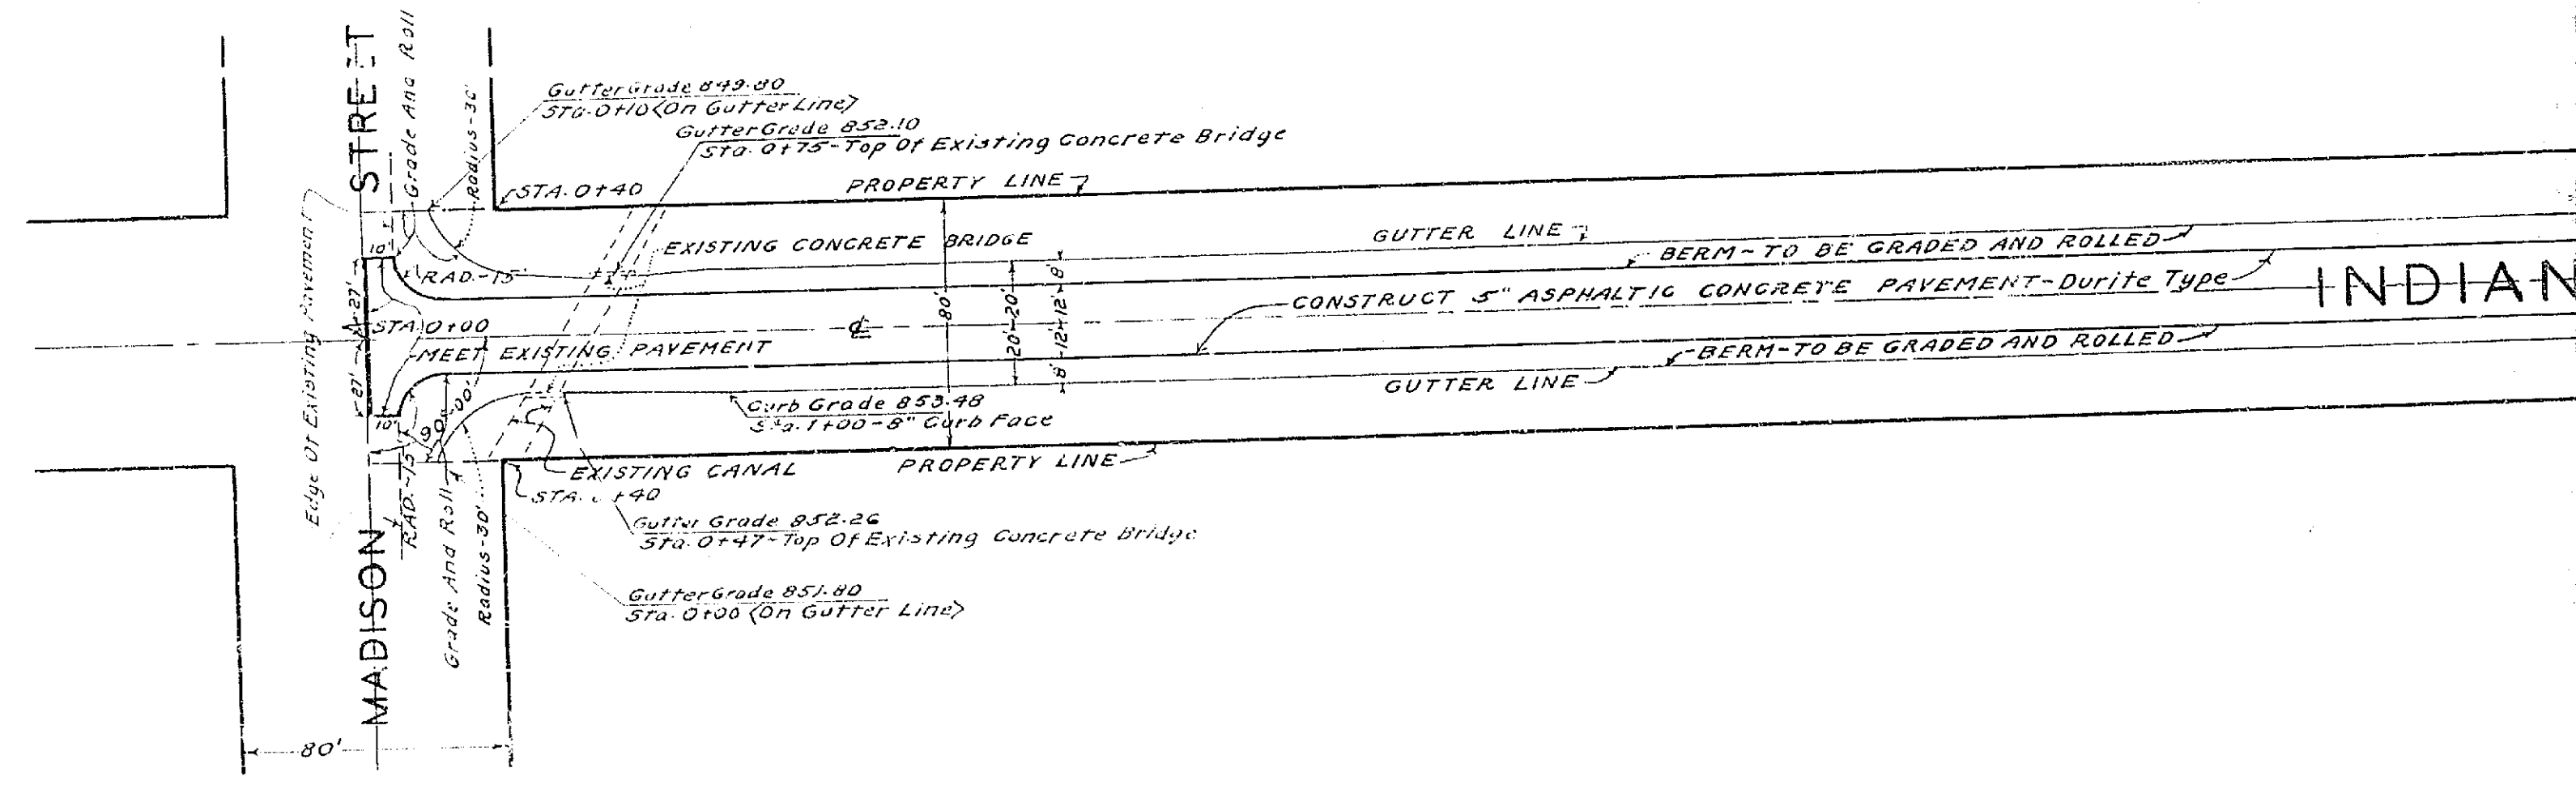 STREET
Grade And Roll
Radius-30'
Gutter Grade 849.80
Sta. 0+10 (On Gutter Line)
Gutter Grade 852.10
Sta. 0+75-Top Of Existing Concrete Bridge
STA. 0+40
PROPERTY LINE
Edge Of Existing Pavement
10'
EXISTING CONCRETE BRIDGE
GUTTER LINE
BERM-TO BE GRADED AND ROLLED
RAD.-15'
27'
80'
20'-20'
8'-12'-12'-8'
CONSTRUCT 5" ASPHALTIC CONCRETE PAVEMENT-Durite Type
INDIAN
STA. 0+00
℄
MEET EXISTING PAVEMENT
BERM-TO BE GRADED AND ROLLED
27'
GUTTER LINE
Curb Grade 853.48
Sta. 1+00-8" Curb Face
10'
90°-00'
RAD.-15'
EXISTING CANAL
PROPERTY LINE
STA. +40
Gutter Grade 852.26
Sta. 0+47-Top Of Existing Concrete Bridge
Grade And Roll
Radius-30'
Gutter Grade 851.80
Sta. 0+00 (On Gutter Line)
MADISON
80'